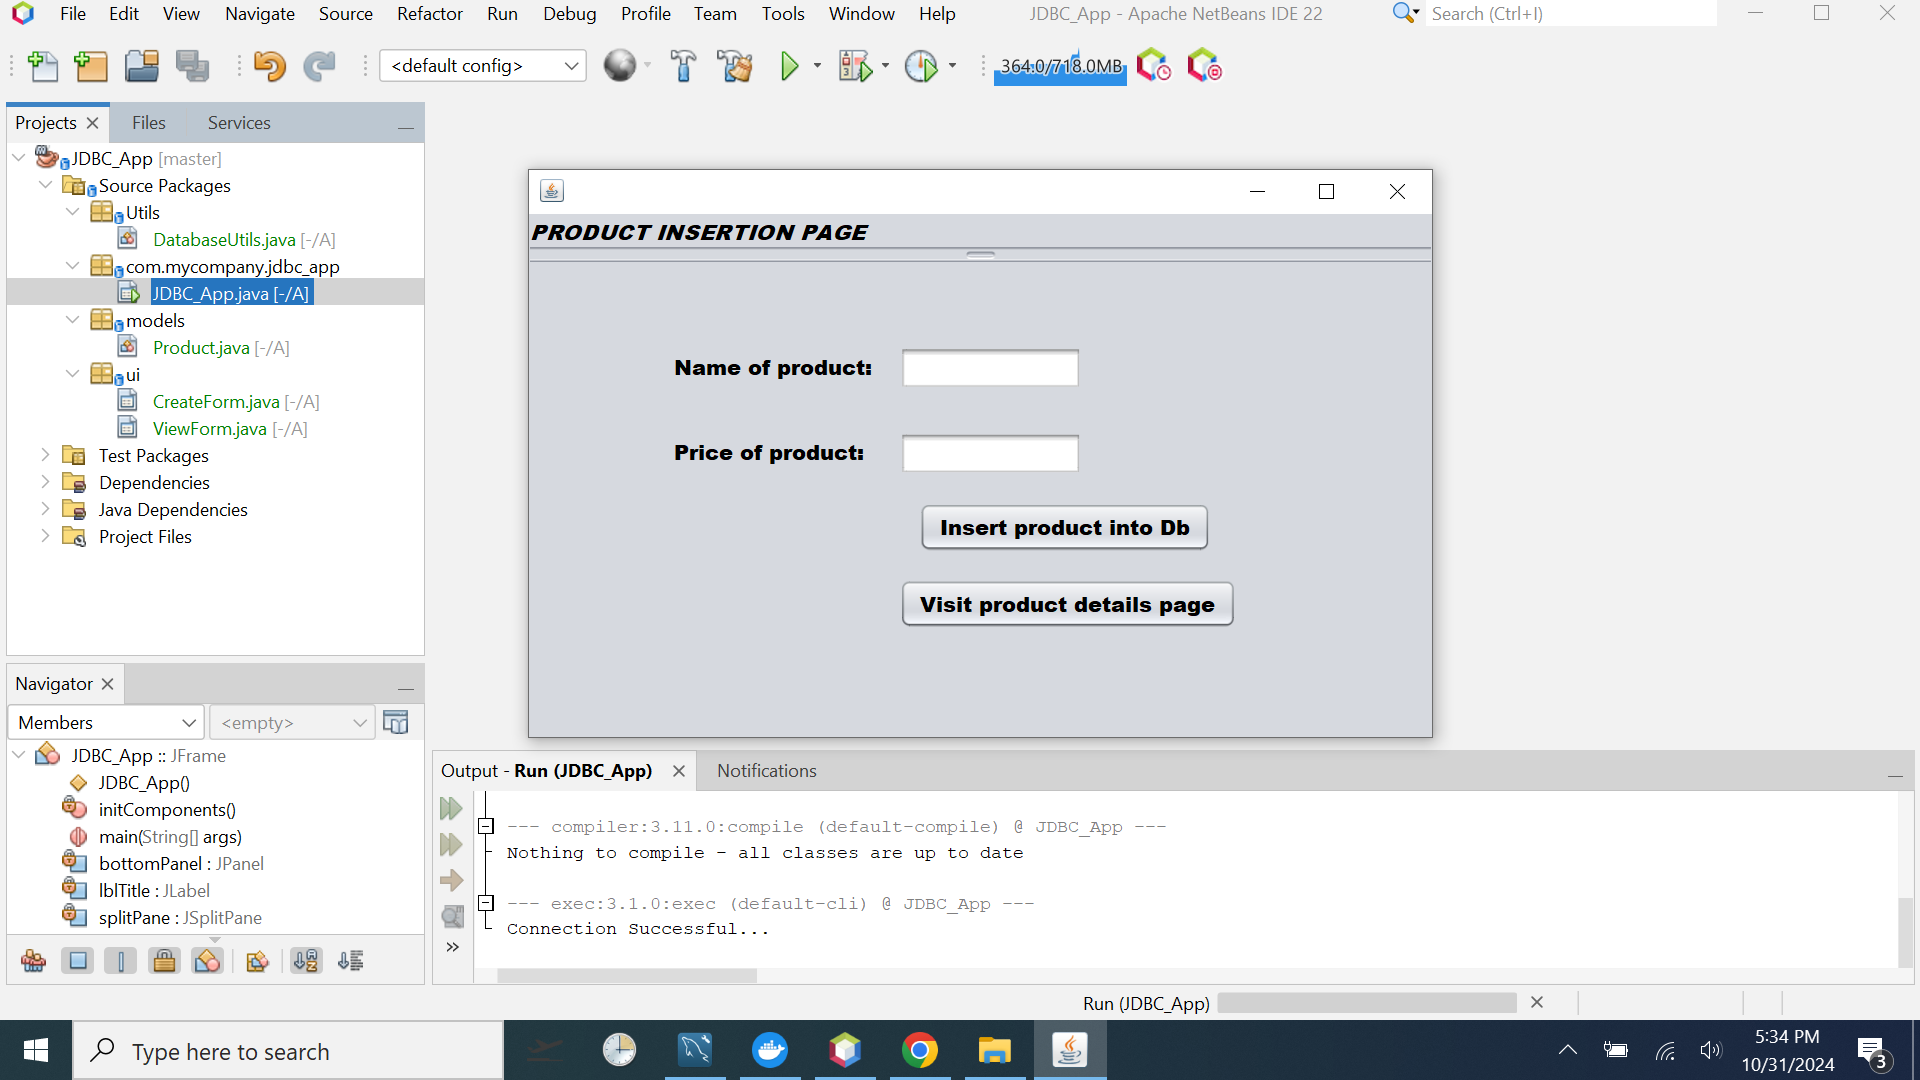 File Edit View Navigate Source Refactor Run Debug Profile Team Tools Window Help
JDBC_App - Apache NetBeans IDE 22
Search (Ctrl+I)
<default config>
364.0/718.0MB
Projects
Files
Services
JDBC_App [master]
Source Packages
Utils
DatabaseUtils.java [-/A]
com.mycompany.jdbc_app
JDBC_App.java [-/A]
models
Product.java [-/A]
ui
CreateForm.java [-/A]
ViewForm.java [-/A]
Test Packages
Dependencies
Java Dependencies
Project Files
PRODUCT INSERTION PAGE
Name of product:
Price of product:
Insert product into Db
Visit product details page
Navigator
Members
<empty>
JDBC_App :: JFrame
JDBC_App()
initComponents()
main(String[] args)
bottomPanel : JPanel
lblTitle : JLabel
splitPane : JSplitPane
Output - Run (JDBC_App)
Notifications
--- compiler:3.11.0:compile (default-compile) @ JDBC_App ---
Nothing to compile - all classes are up to date
--- exec:3.1.0:exec (default-cli) @ JDBC_App ---
Connection Successful...
Run (JDBC_App)
Type here to search
5:34 PM
10/31/2024
3